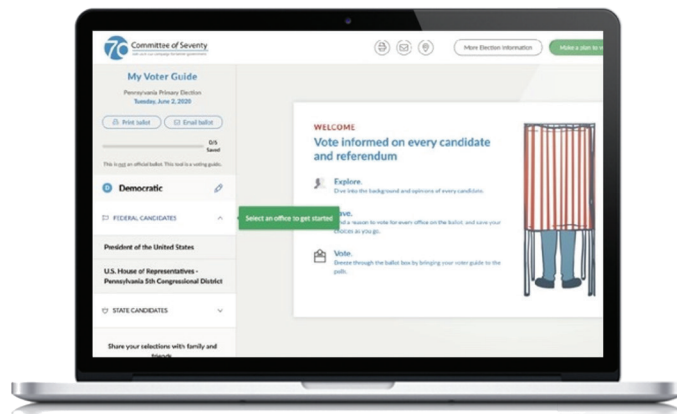 70 Committee of Seventy
More Election Information
Make a plan to v
My Voter Guide
Pennsylvania Primary Election
Tuesday, June 2, 2020
Print ballot
Email ballot
0/5
Saved
This is not an official ballot. This tool is a voting guide.
D Democratic
FEDERAL CANDIDATES
Select an office to get started
President of the United States
U.S. House of Representatives -
Pennsylvania 5th Congressional District
STATE CANDIDATES
Share your selections with family and
friends
WELCOME
Vote informed on every candidate
and referendum
Explore.
Dive into the background and opinions of every candidate.
ave.
d a reason to vote for every office on the ballot, and save your
choices as you go.
Vote.
Breeze through the ballot box by bringing your voter guide to the
polls.